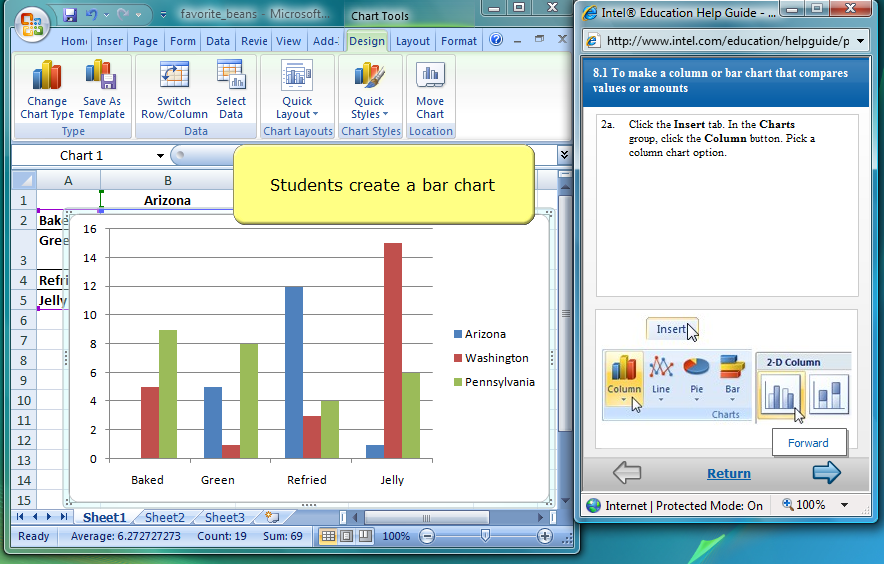 favorite_beans - Microsoft...
Chart Tools
Home Inser Page Form Data Revie View Add- Design Layout Format
Change Chart Type
Save As Template
Switch Row/Column
Select Data
Quick Layout
Quick Styles
Move Chart
Type
Data
Chart Layouts
Chart Styles
Location
Chart 1
A B
Students create a bar chart
1 Arizona
2 Bake
3 Gree
4 Refri
5 Jelly
6
7
8
9
10
11
12
13
14
15
16
14
12
10
8
6
4
2
0
Baked Green Refried Jelly
Arizona
Washington
Pennsylvania
Sheet1 Sheet2 Sheet3
Ready Average: 6.272727273 Count: 19 Sum: 69 100%
Intel® Education Help Guide - ...
http://www.intel.com/education/helpguide/p
8.1 To make a column or bar chart that compares
values or amounts
2a. Click the Insert tab. In the Charts
group, click the Column button. Pick a
column chart option.
Insert
Column Line Pie Bar
Charts
2-D Column
Forward
Return
Internet | Protected Mode: On 100%